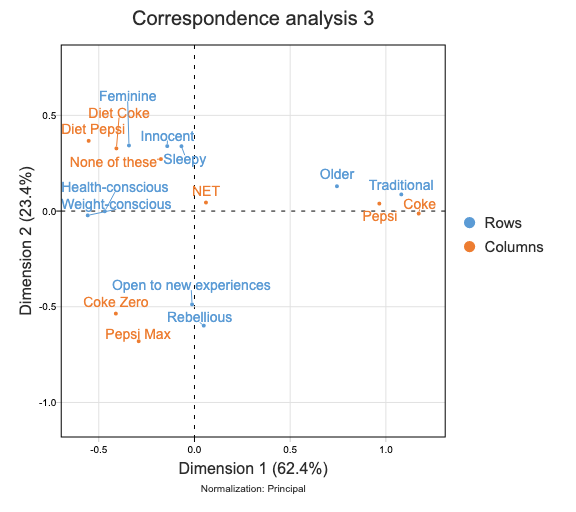 Correspondence analysis 3
Feminine
Diet Coke
Diet Pepsi
Innocent
None of these
Sleepy
Older
Health-conscious
Traditional
NET
Weight-conscious
Coke
Pepsi
Open to new experiences
Coke Zero
Rebellious
Pepsi Max
Rows
Columns
Dimension 2 (23.4%)
0.5
0.0
-0.5
-1.0
-0.5
0.0
0.5
1.0
Dimension 1 (62.4%)
Normalization: Principal